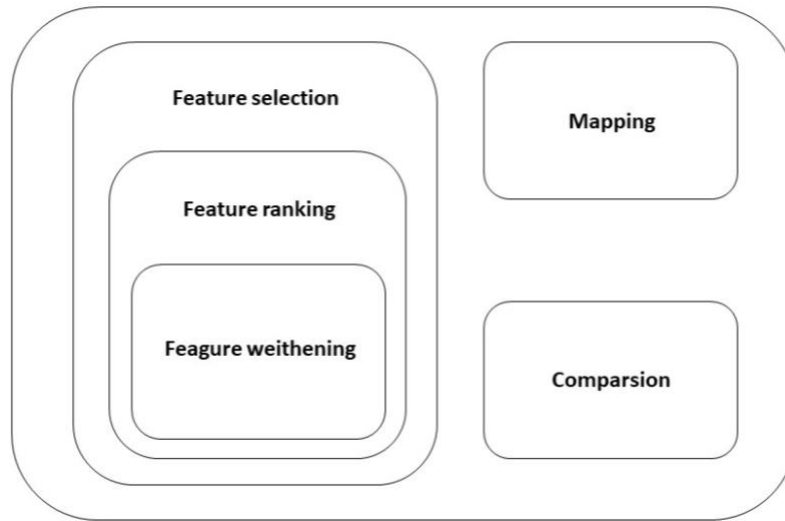 Feature selection
Mapping
Feature ranking
Feagure weithening
Comparsion